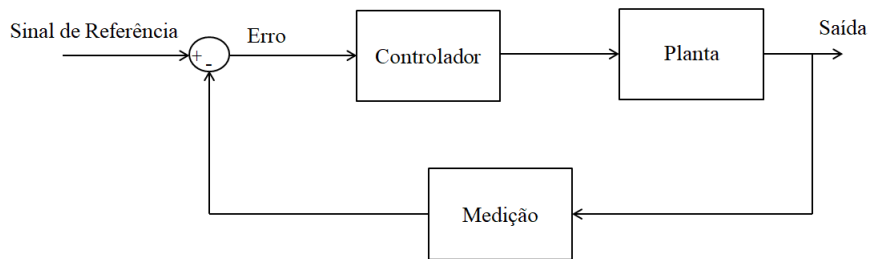 Sinal de Referência
Erro
Controlador
Planta
Saída
+
-
Medição